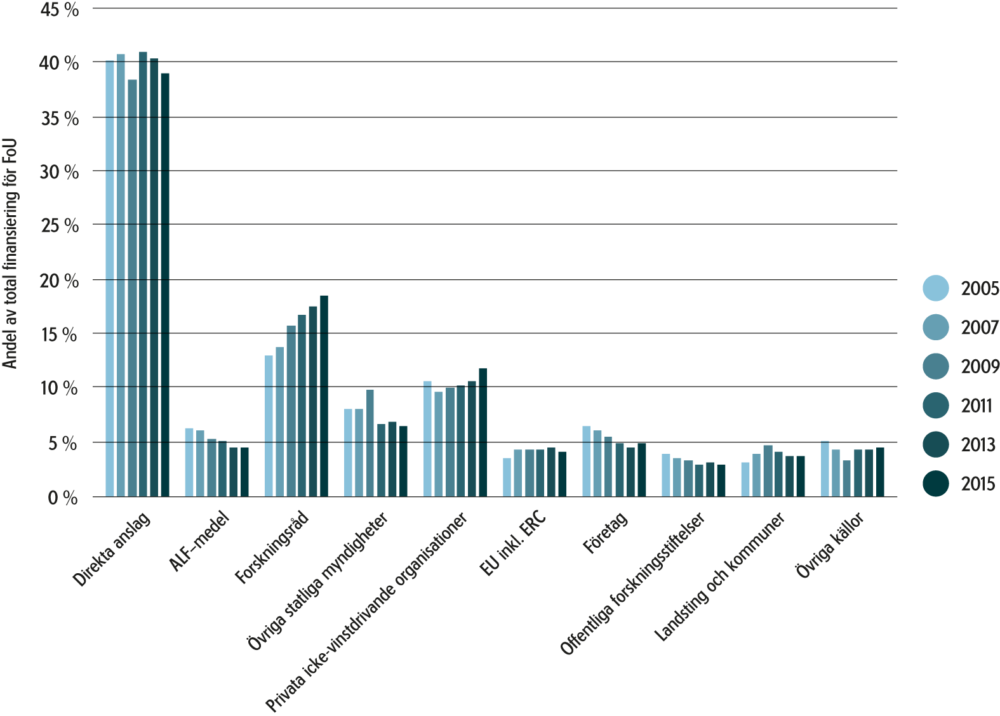 45 %
40 %
35 %
30 %
25 %
20 %
15 %
10 %
5 %
0 %
Andel av total finansiering för FoU
Direkta anslag
ALF–medel
Forskningsråd
Övriga statliga myndigheter
Privata icke-vinstdrivande organisationer
EU inkl. ERC
Företag
Offentliga forskningsstiftelser
Landsting och kommuner
Övriga källor
2005
2007
2009
2011
2013
2015